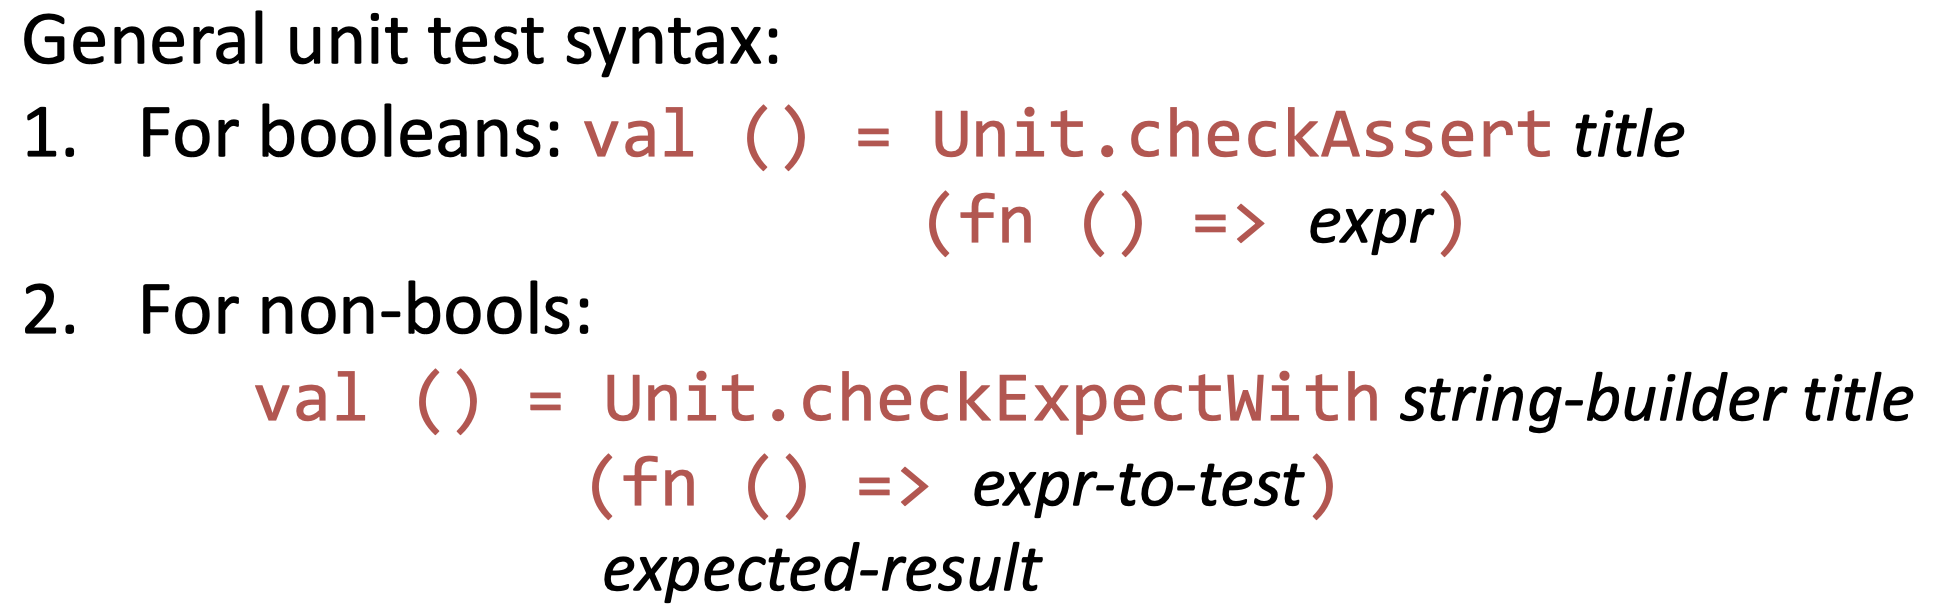 General unit test syntax:
1. For booleans: val () = Unit.checkAssert title
(fn () => expr)
2. For non-bools:
val () = Unit.checkExpectWith string-builder title
(fn () => expr-to-test)
expected-result